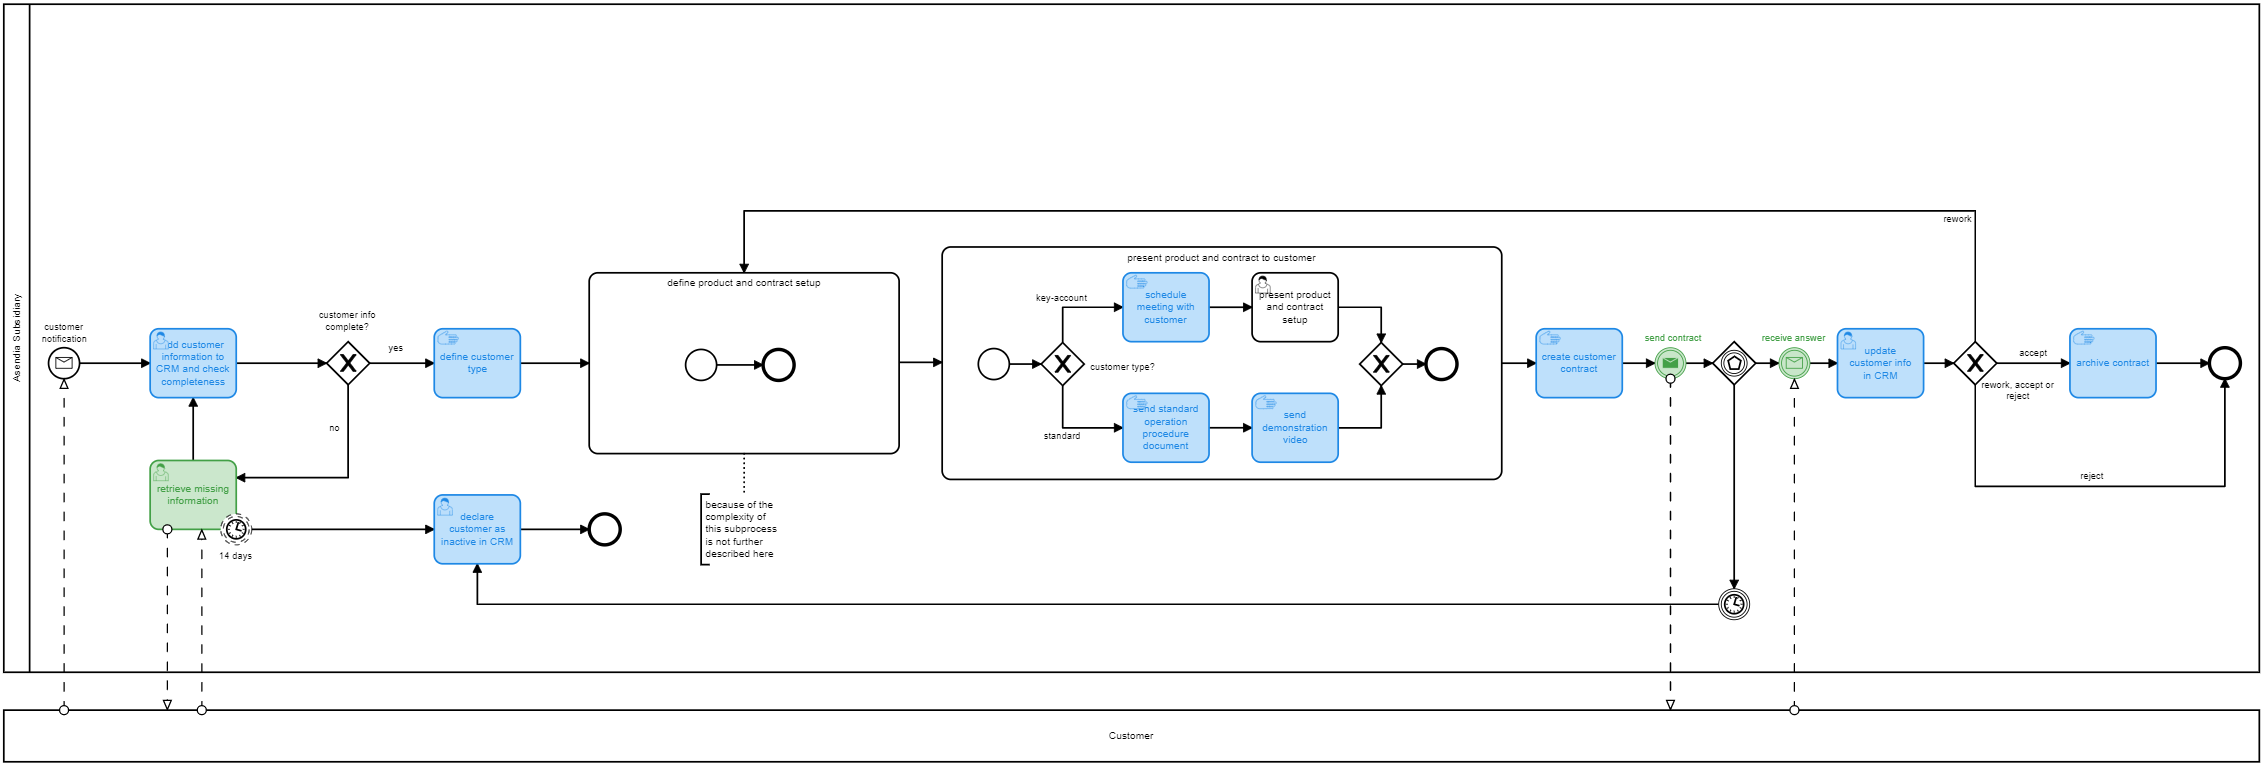 Asendia Subsidiary
customer
notification
add customer
information to
CRM and check
completeness
customer info
complete?
yes
no
define customer
type
retrieve missing
information
14 days
declare
customer as
inactive in CRM
define product and contract setup
because of the
complexity of
this subprocess
is not further
described here
present product and contract to customer
key-account
customer type?
standard
schedule
meeting with
customer
present product
and contract
setup
send standard
operation
procedure
document
send
demonstration
video
create customer
contract
send contract
receive answer
update
customer info
in CRM
rework
accept
rework, accept or
reject
reject
archive contract
Customer